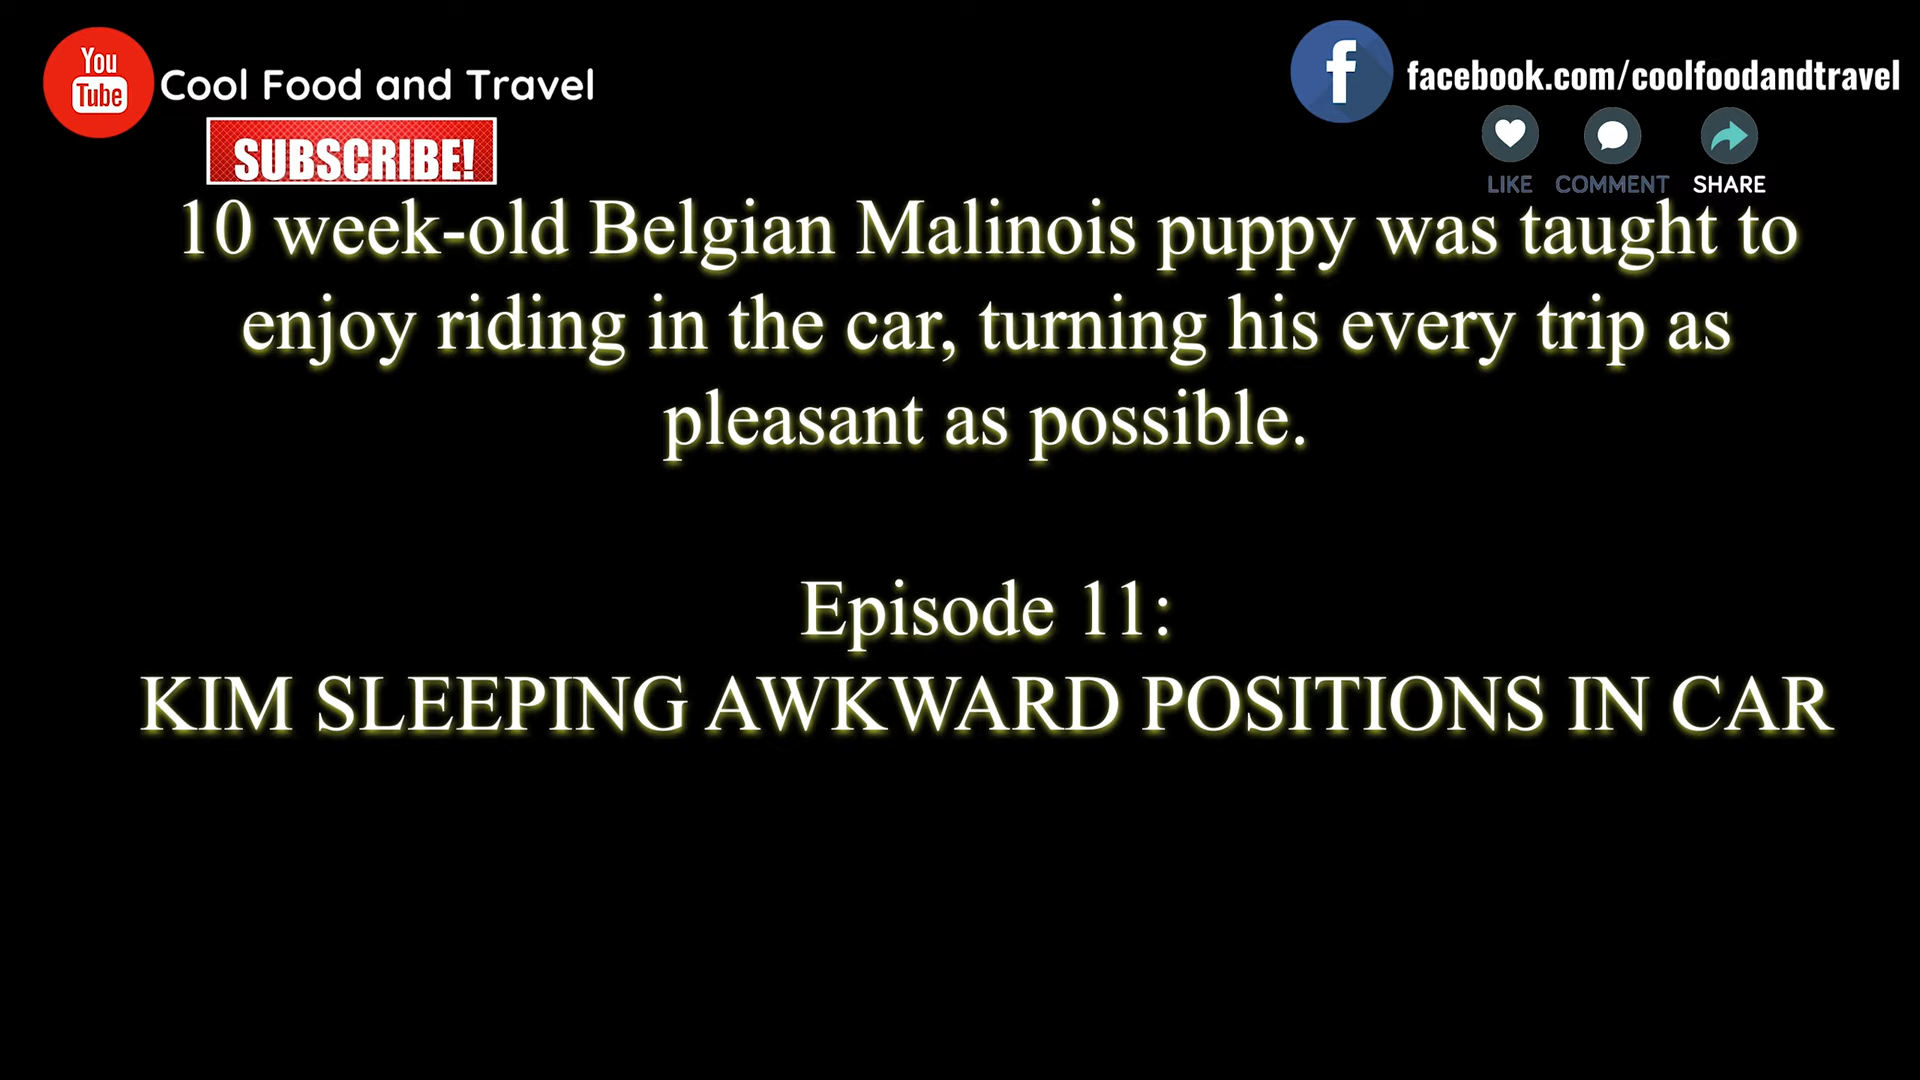 You
Tube
Cool Food and Travel
SUBSCRIBE!
facebook.com/coolfoodandtravel
LIKE COMMENT SHARE
10 week-old Belgian Malinois puppy was taught to
enjoy riding in the car, turning his every trip as
pleasant as possible.
Episode 11:
KIM SLEEPING AWKWARD POSITIONS IN CAR